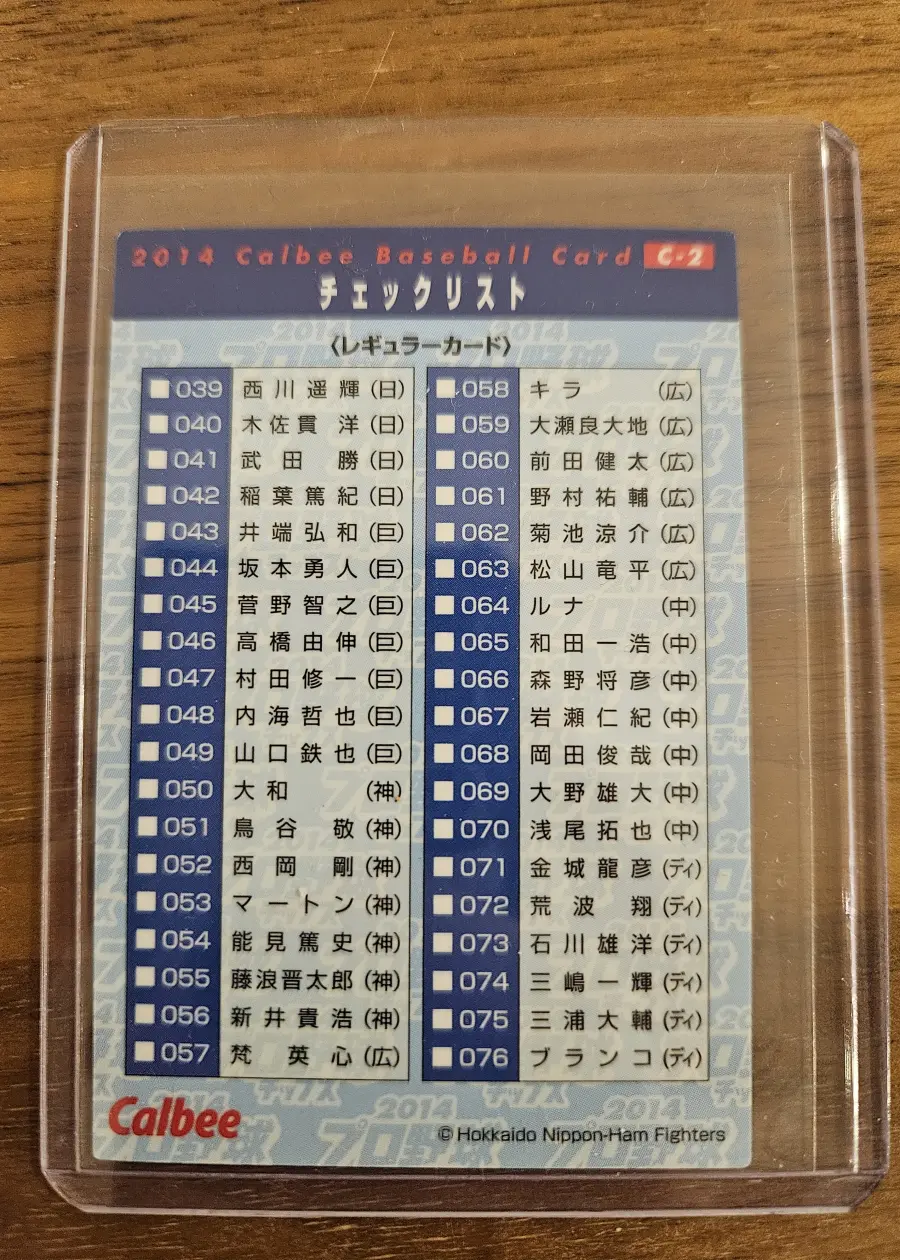 2014 Calbee Baseball Card C-2
チェックリスト
〈レギュラーカード〉
039 西川遥輝(日)
040 木佐貫 洋(日)
041 武田 勝(日)
042 稲葉篤紀(日)
043 井端弘和(巨)
044 坂本勇人(巨)
045 菅野智之(巨)
046 高橋由伸(巨)
047 村田修一(巨)
048 内海哲也(巨)
049 山口鉄也(巨)
050 大和(神)
051 鳥谷 敬(神)
052 西岡 剛(神)
053 マートン(神)
054 能見篤史(神)
055 藤浪晋太郎(神)
056 新井貴浩(神)
057 梵 英心(広)
058 キラ(広)
059 大瀬良大地(広)
060 前田健太(広)
061 野村祐輔(広)
062 菊池涼介(広)
063 松山竜平(広)
064 ルナ(中)
065 和田一浩(中)
066 森野将彦(中)
067 岩瀬仁紀(中)
068 岡田俊哉(中)
069 大野雄大(中)
070 浅尾拓也(中)
071 金城龍彦(ディ)
072 荒波 翔(ディ)
073 石川雄洋(ディ)
074 三嶋一輝(ディ)
075 三浦大輔(ディ)
076 ブランコ(ディ)
Calbee
©Hokkaido Nippon-Ham Fighters